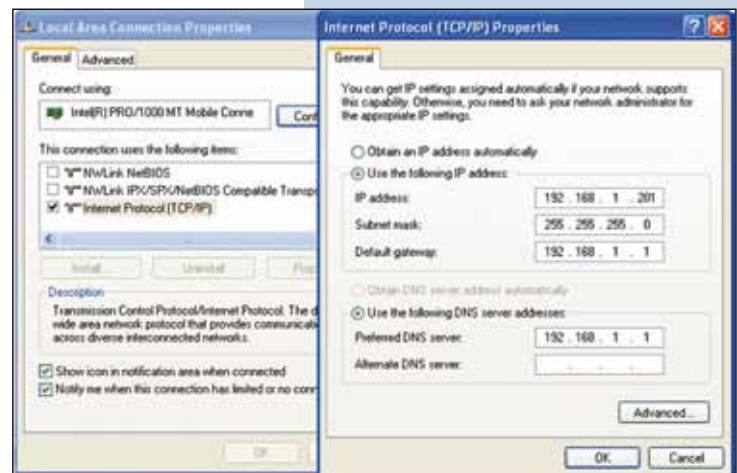 Local Area Connection Properties
General Advanced
Connect using:
Intel(R) PRO/1000 MT Mobile Conne
Conf
This connection uses the following items:
NWLink NetBIOS
NWLink IPX/SPX/NetBIOS Compatible Transpo
Internet Protocol (TCP/IP)
Install... Uninstall Prop
Description
Transmission Control Protocol/Internet Protocol. The d
wide area network protocol that provides communicati
across diverse interconnected networks.
Show icon in notification area when connected
Notify me when this connection has limited or no conn
OK
Internet Protocol (TCP/IP) Properties
General
You can get IP settings assigned automatically if your network supports
this capability. Otherwise, you need to ask your network administrator for
the appropriate IP settings.
Obtain an IP address automatically
Use the following IP address:
IP address: 192 . 168 . 1 . 201
Subnet mask: 255 . 255 . 255 . 0
Default gateway: 192 . 168 . 1 . 1
Obtain DNS server address automatically
Use the following DNS server addresses:
Preferred DNS server: 192 . 168 . 1 . 1
Alternate DNS server: . . .
Advanced...
OK Cancel